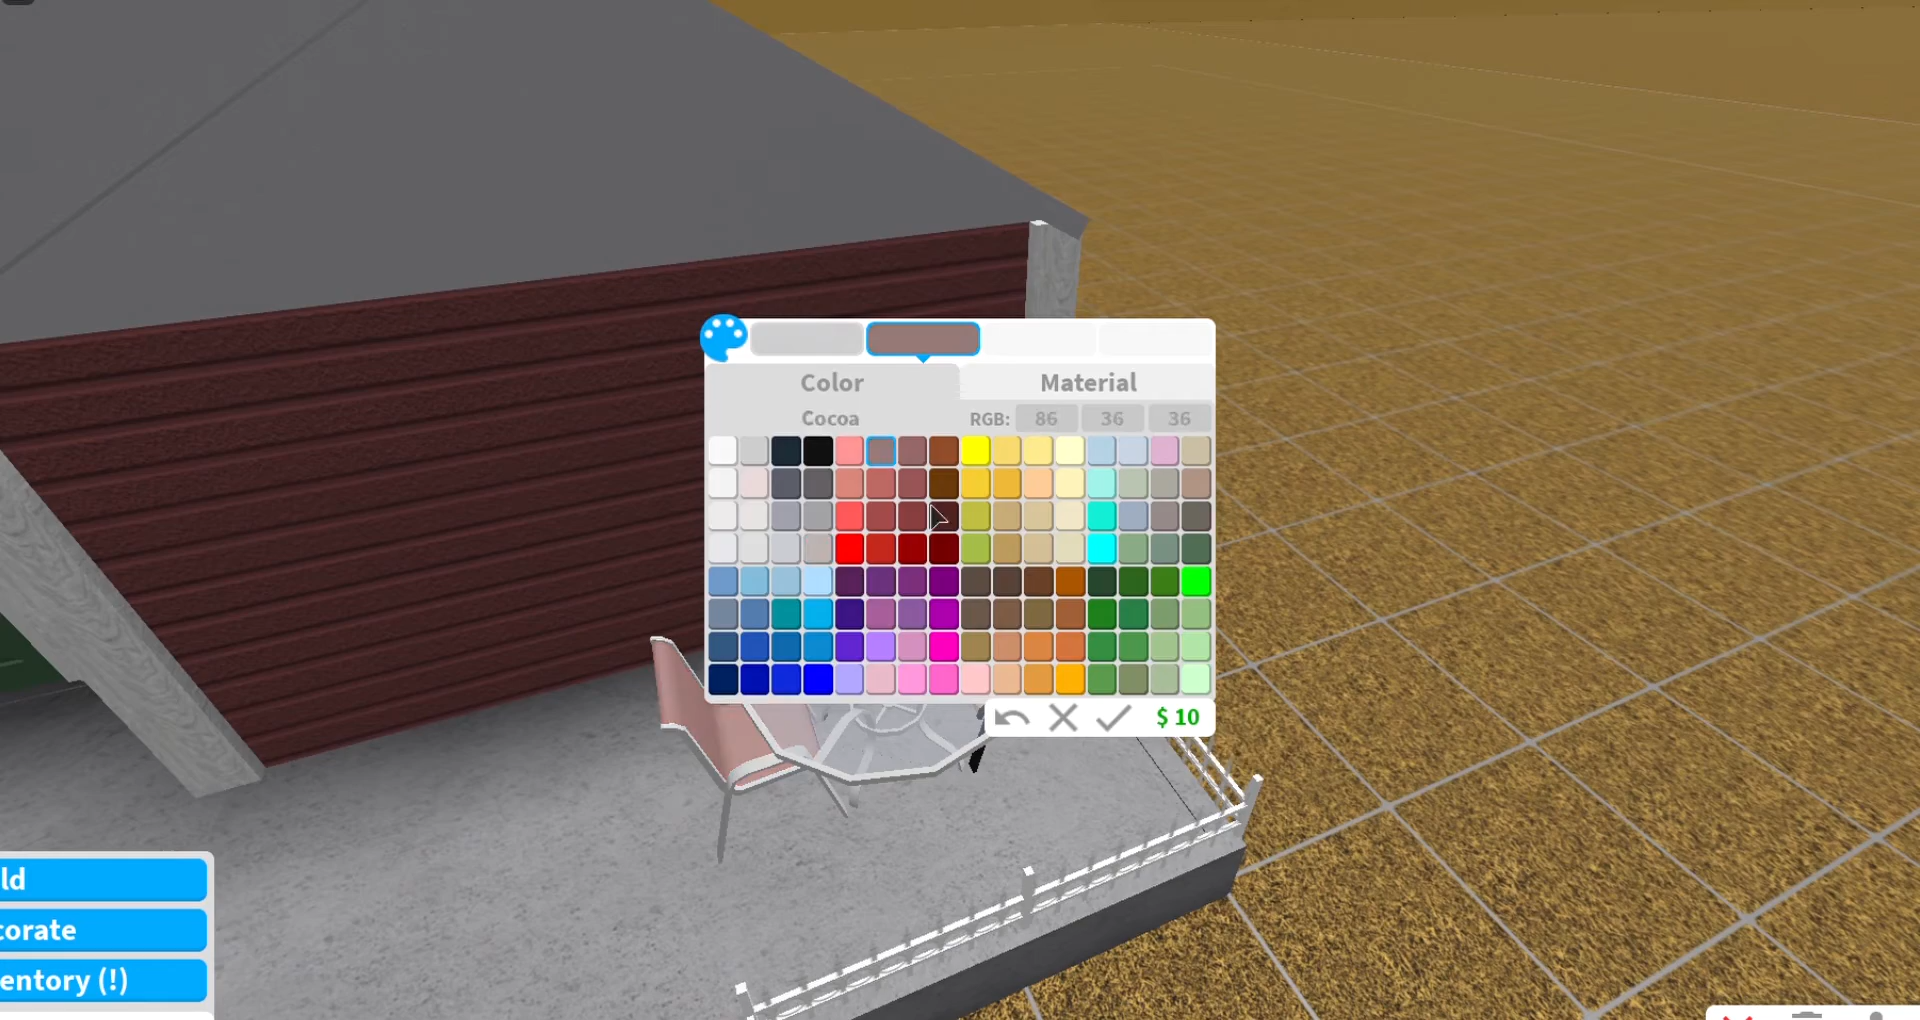 Color
Material
Cocoa
RGB: 86 36 36
$ 10
ld
corate
entory (!)